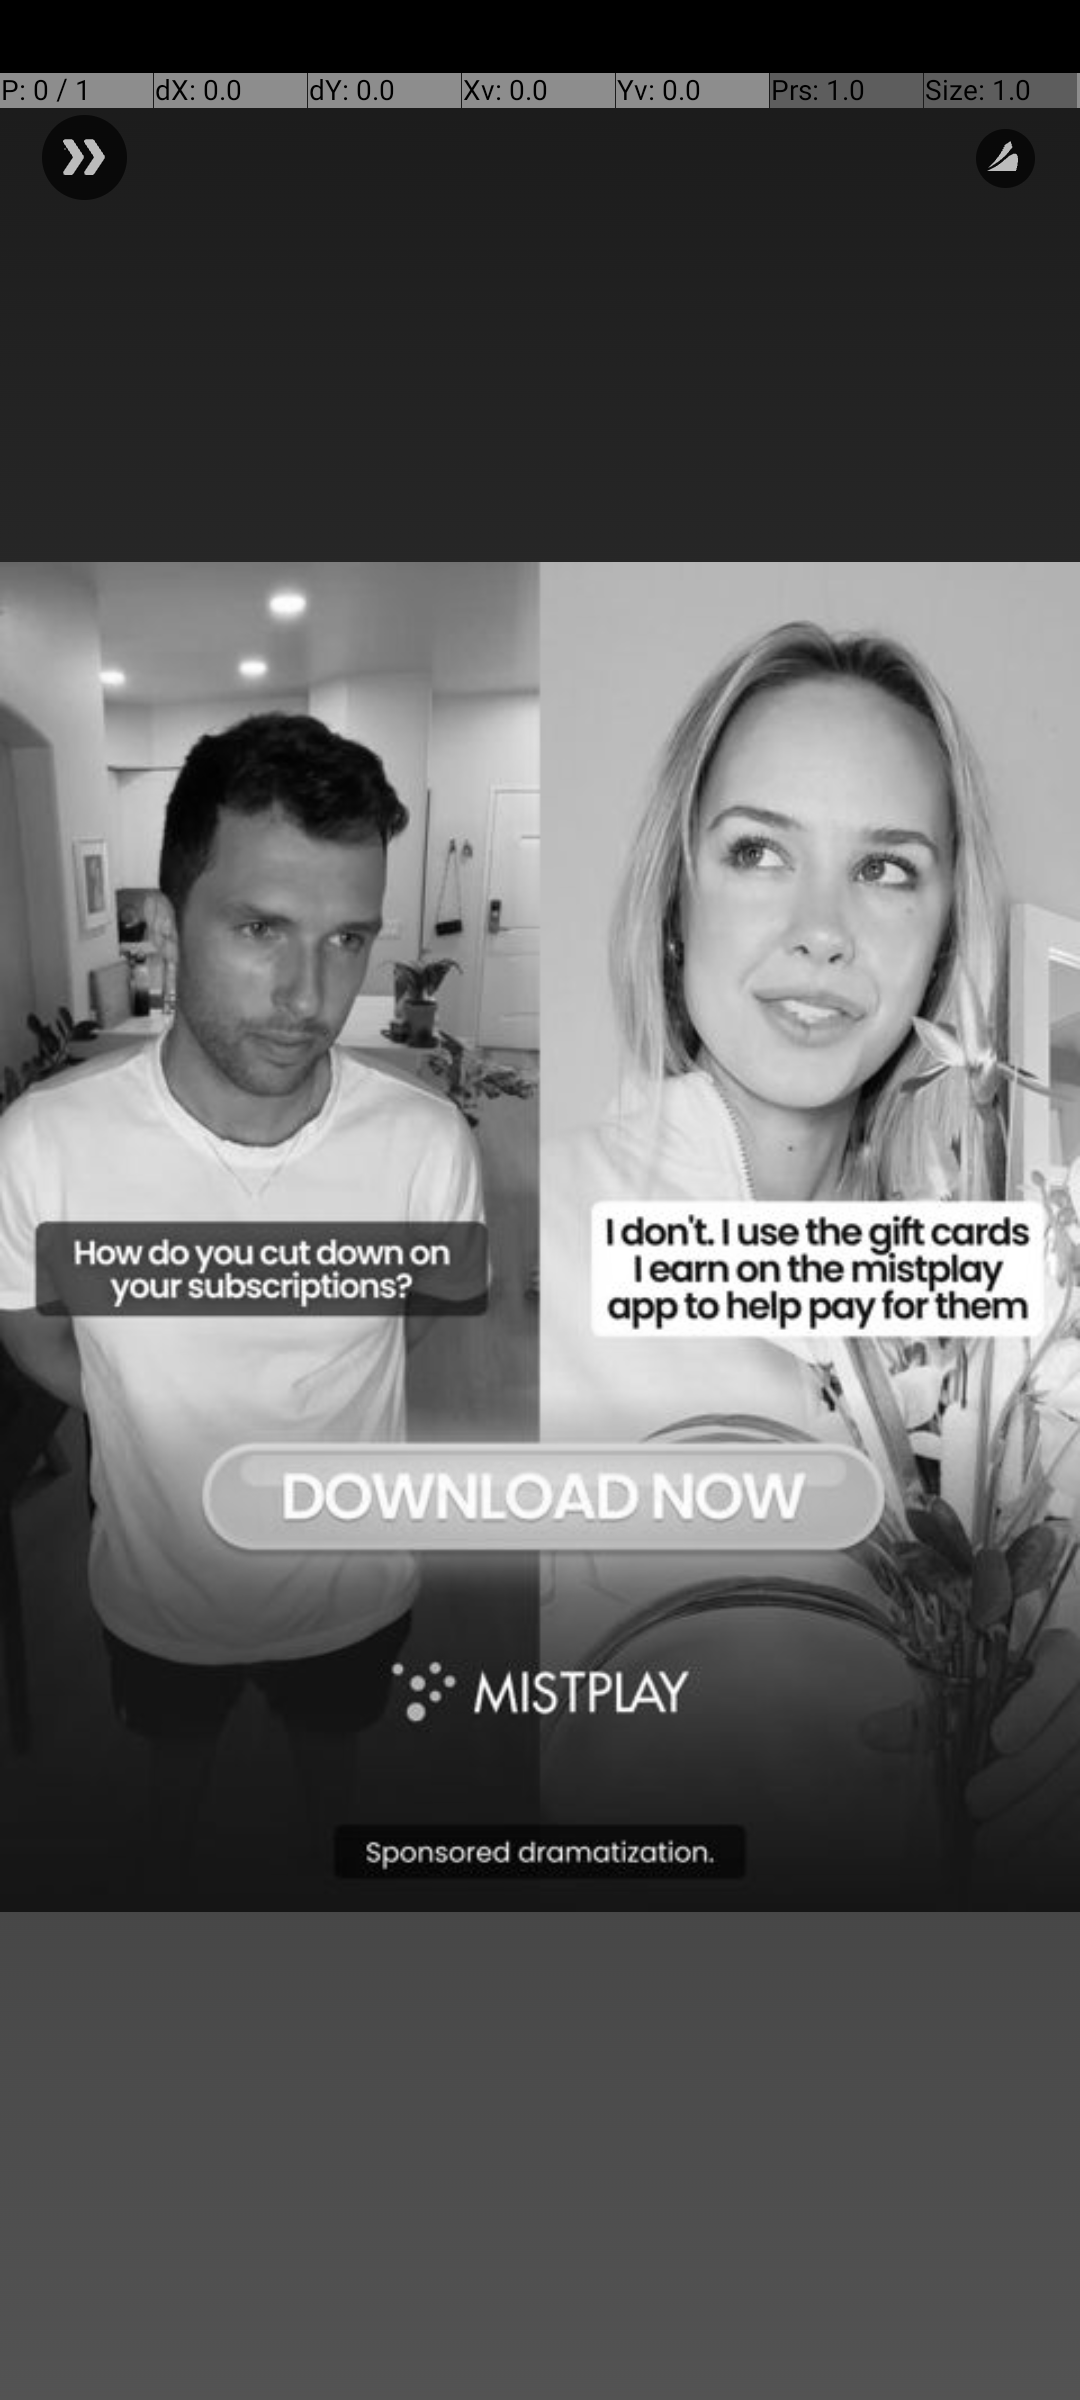 P: 0 / 1 dX: 0.0 dY: 0.0 Xv: 0.0 Yv: 0.0 Prs: 1.0 Size: 1.0
How do you cut down on
your subscriptions?
I don't. I use the gift cards
I earn on the mistplay
app to help pay for them
DOWNLOAD NOW
MISTPLAY
Sponsored dramatization.